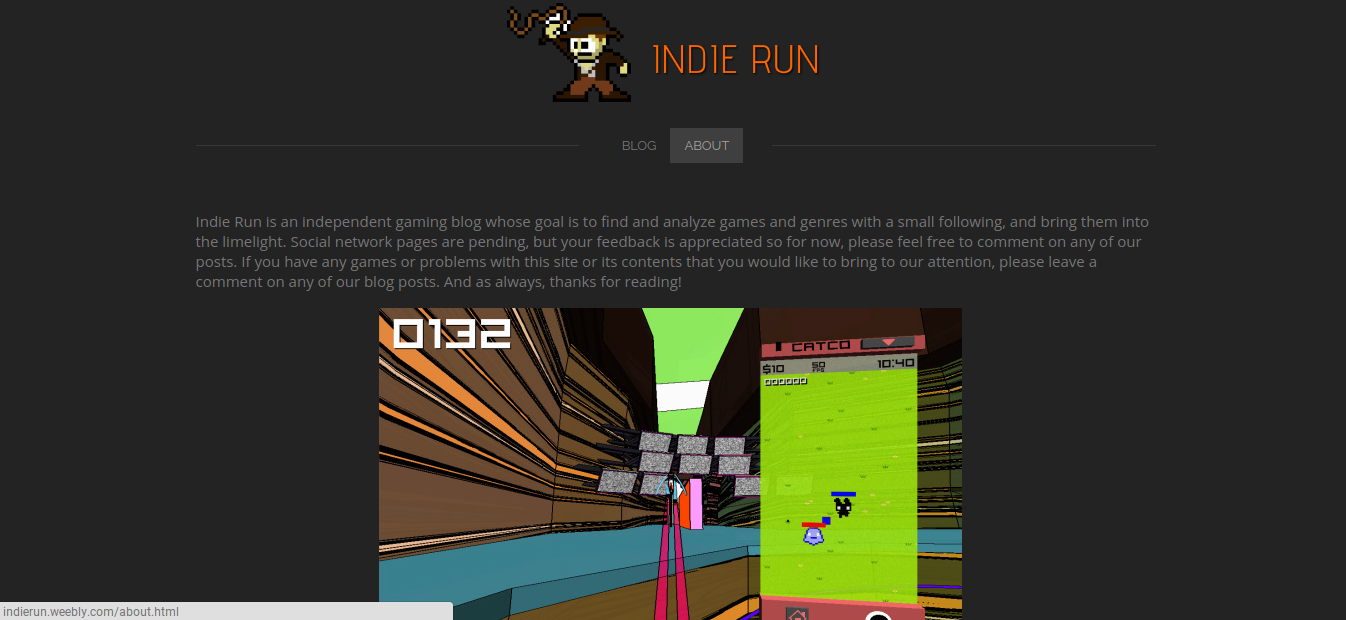 INDIE RUN
BLOG
ABOUT
Indie Run is an independent gaming blog whose goal is to find and analyze games and genres with a small following, and bring them into
the limelight. Social network pages are pending, but your feedback is appreciated so for now, please feel free to comment on any of our
posts. If you have any games or problems with this site or its contents that you would like to bring to our attention, please leave a
comment on any of our blog posts. And as always, thanks for reading!
0132
CATCO
$10 50 FPS 10:40
000000
indierun.weebly.com/about.html